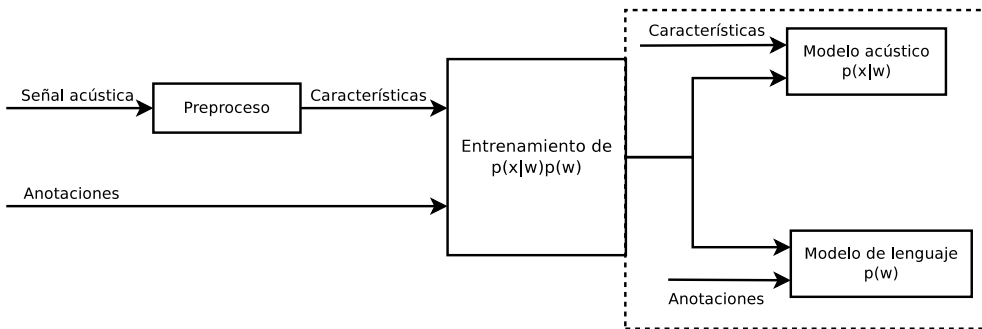 Señal acústica
Preproceso
Características
Anotaciones
Entrenamiento de
p(x|w)p(w)
Características
Modelo acústico
p(x|w)
Modelo de lenguaje
p(w)
Anotaciones